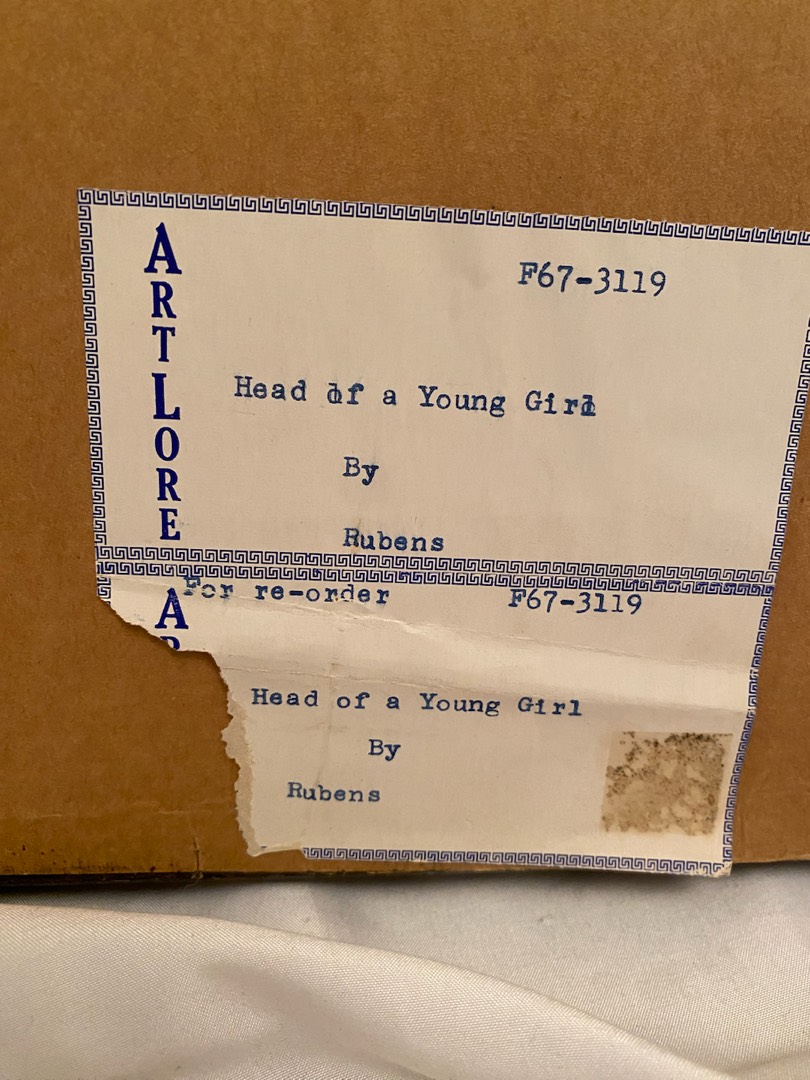 ARTLORE
F67-3119
Head of a Young Girl
By
Rubens
For re-order F67-3119
A
Head of a Young Girl
By
Rubens